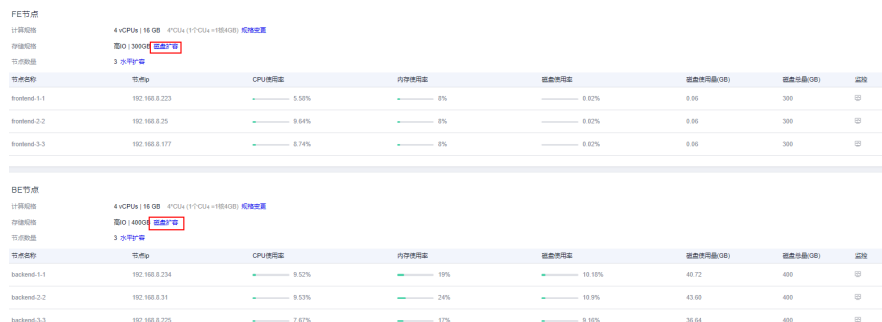 FE节点
计算规格 4 vCPUs | 16 GB 4*CU₄ (1个CU₄=1核4GB) 规格变更
存储规格 高IO | 300GB 磁盘扩容
节点数量 3 水平扩容
节点名称 节点ip CPU使用率 内存使用率 磁盘使用率 磁盘使用量(GB) 磁盘总量(GB) 监控
frontend-1-1 192.168.8.223 5.58% 8% 0.02% 0.06 300
frontend-2-2 192.168.8.25 9.64% 8% 0.02% 0.06 300
frontend-3-3 192.168.8.177 8.74% 8% 0.02% 0.06 300
BE节点
计算规格 4 vCPUs | 16 GB 4*CU₄ (1个CU₄=1核4GB) 规格变更
存储规格 高IO | 400GB 磁盘扩容
节点数量 3 水平扩容
节点名称 节点ip CPU使用率 内存使用率 磁盘使用率 磁盘使用量(GB) 磁盘总量(GB) 监控
backend-1-1 192.168.8.234 9.52% 19% 10.18% 40.72 400
backend-2-2 192.168.8.31 9.53% 24% 10.9% 43.60 400
backend-3-3 192.168.8.225 7.67% 17% 9.16% 36.64 400